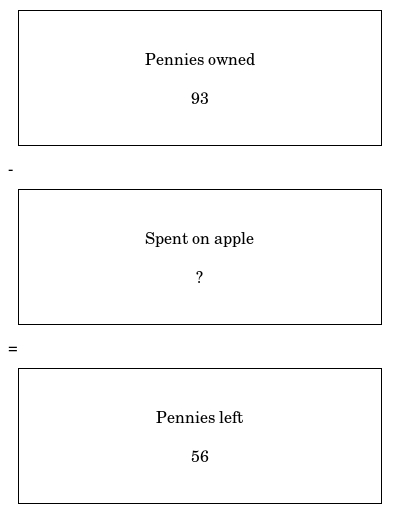 Pennies owned
93
-
Spent on apple
?
=
Pennies left
56